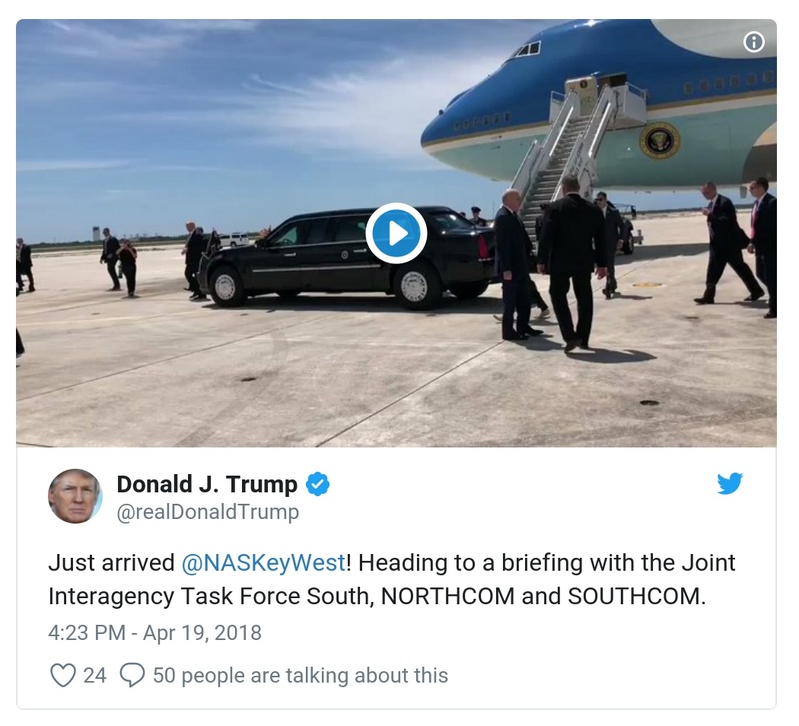 Donald J. Trump
@realDonaldTrump
Just arrived @NASKeyWest! Heading to a briefing with the Joint
Interagency Task Force South, NORTHCOM and SOUTHCOM.
4:23 PM - Apr 19, 2018
24 50 people are talking about this